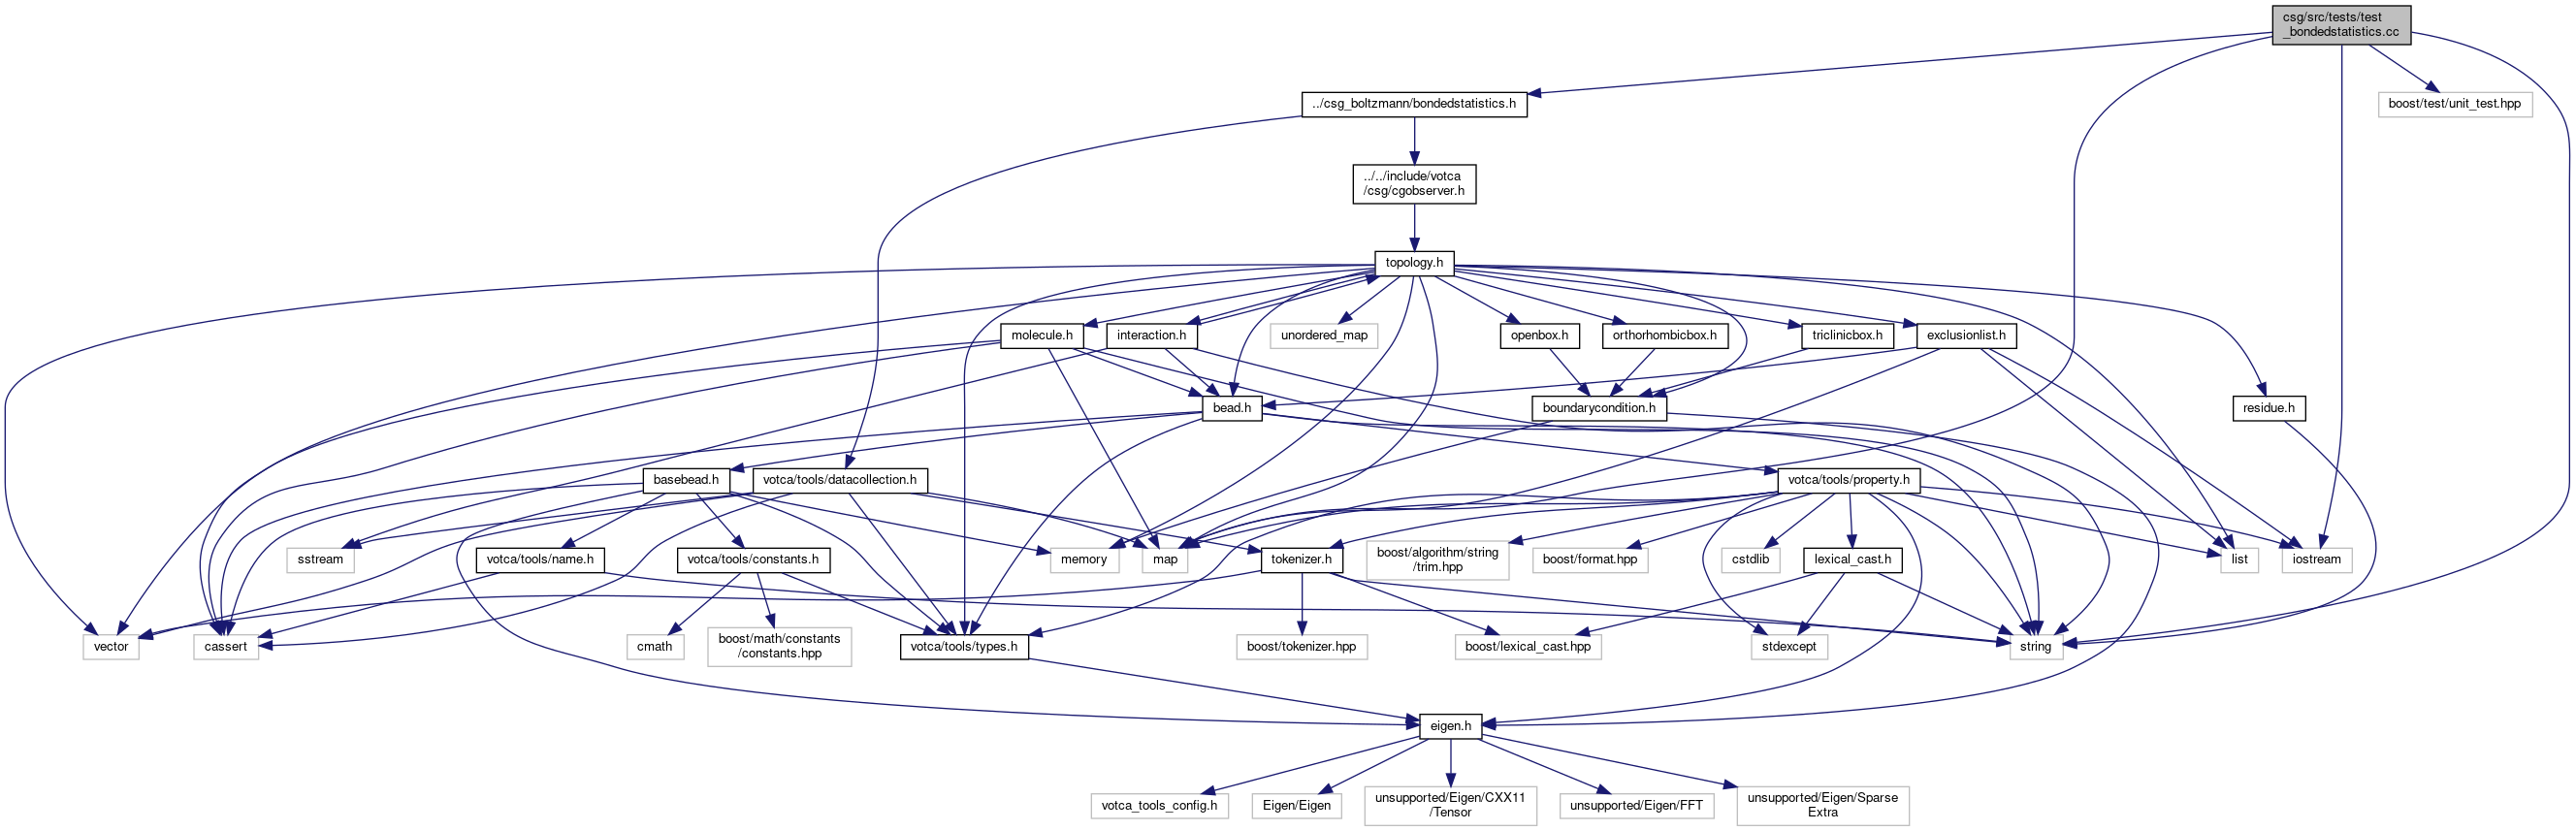 csg/src/tests/test
_bondedstatistics.cc
../csg_boltzmann/bondedstatistics.h
boost/test/unit_test.hpp
../../include/votca
/csg/cgobserver.h
topology.h
molecule.h
interaction.h
unordered_map
openbox.h
orthorhombicbox.h
triclinicbox.h
exclusionlist.h
bead.h
boundarycondition.h
residue.h
basebead.h
votca/tools/datacollection.h
votca/tools/property.h
sstream
votca/tools/name.h
votca/tools/constants.h
memory
map
tokenizer.h
boost/algorithm/string
/trim.hpp
boost/format.hpp
cstdlib
lexical_cast.h
list
iostream
vector
cassert
cmath
boost/math/constants
/constants.hpp
votca/tools/types.h
boost/tokenizer.hpp
boost/lexical_cast.hpp
stdexcept
string
eigen.h
votca_tools_config.h
Eigen/Eigen
unsupported/Eigen/CXX11
/Tensor
unsupported/Eigen/FFT
unsupported/Eigen/Sparse
Extra